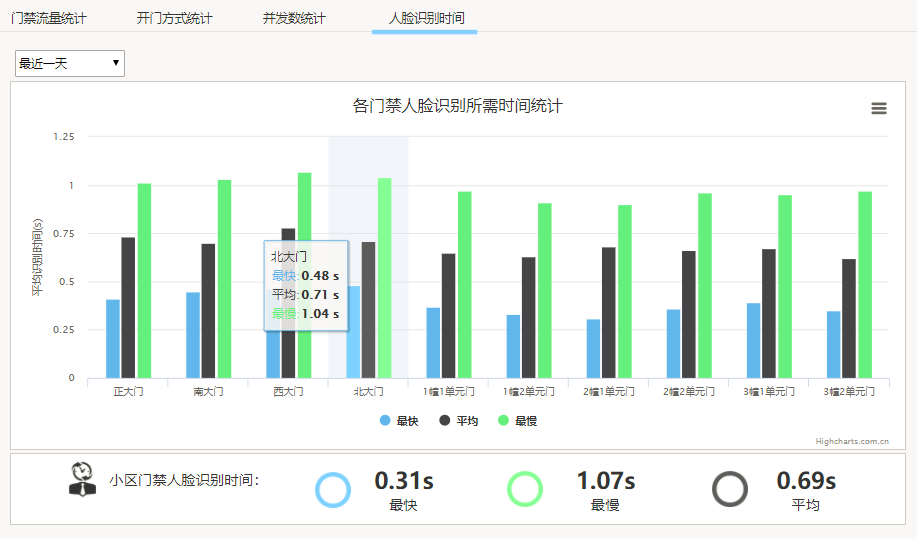 门禁流量统计 开门方式统计 并发数统计 人脸识别时间
最近一天
各门禁人脸识别所需时间统计
平均识别时间(s)
1.25
1
0.75
0.5
0.25
0
北大门
最快: 0.48 s
平均: 0.71 s
最慢: 1.04 s
正大门 南大门 西大门 北大门 1幢1单元门 1幢2单元门 2幢1单元门 2幢2单元门 3幢1单元门 3幢2单元门
最快 平均 最慢
Highcharts.com.cn
小区门禁人脸识别时间: 0.31s 1.07s 0.69s
最快 最慢 平均